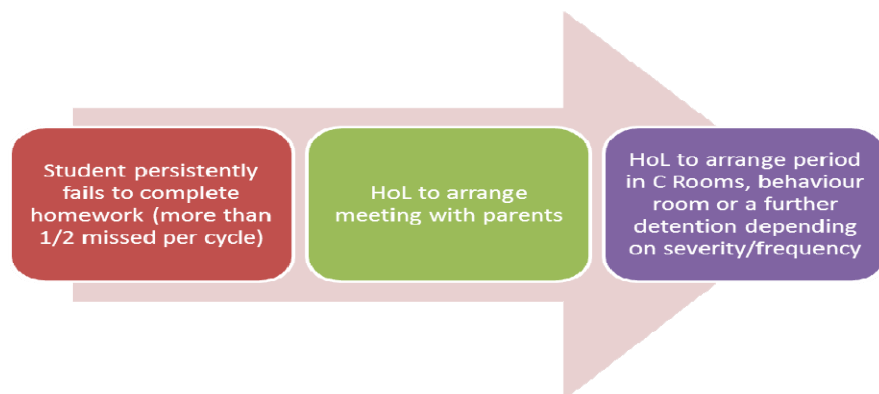 Student persistently
fails to complete
homework (more than
1/2 missed per cycle)
HoL to arrange
meeting with parents
HoL to arrange period
in C Rooms, behaviour
room or a further
detention depending
on severity/frequency